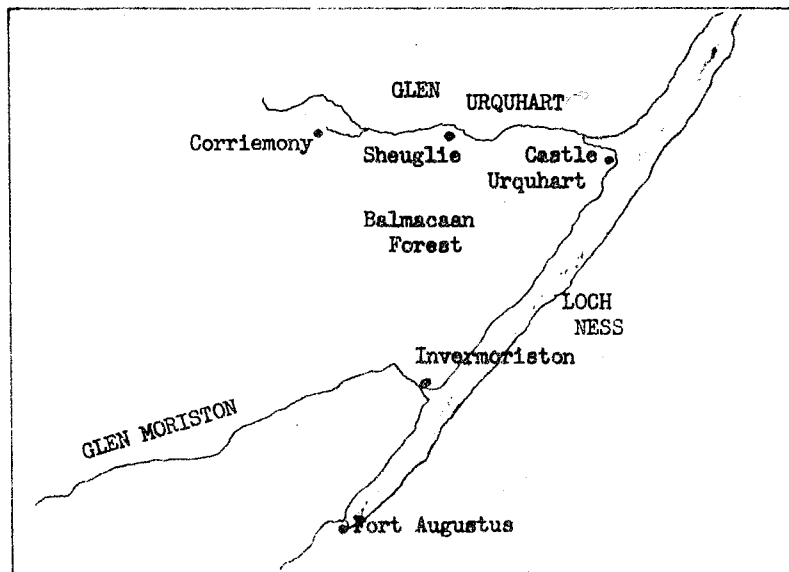 GLEN
URQUHART
Corriemony
Sheuglie
Castle
Urquhart
Balmacaan
Forest
LOCH
NESS
Invermoriston
GLEN MORISTON
Fort Augustus